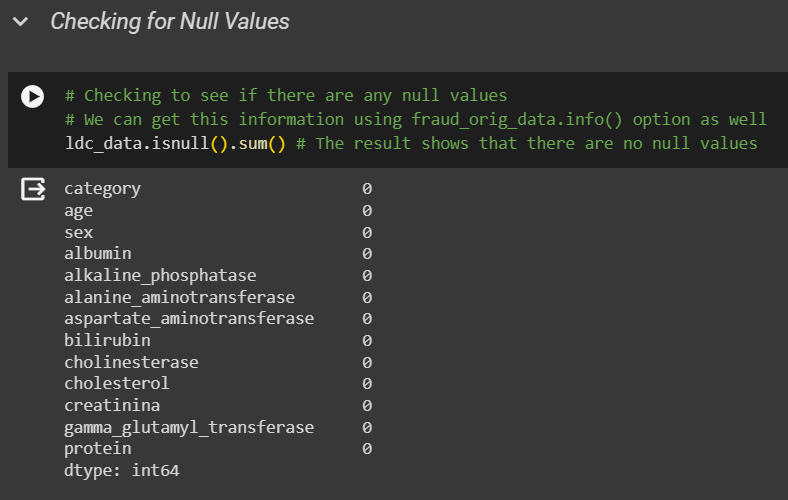 Checking for Null Values
# Checking to see if there are any null values
# We can get this information using fraud_orig_data.info() option as well
ldc_data.isnull().sum() # The result shows that there are no null values
category 0
age 0
sex 0
albumin 0
alkaline_phosphatase 0
alanine_aminotransferase 0
aspartate_aminotransferase 0
bilirubin 0
cholinesterase 0
cholesterol 0
creatinina 0
gamma_glutamyl_transferase 0
protein 0
dtype: int64